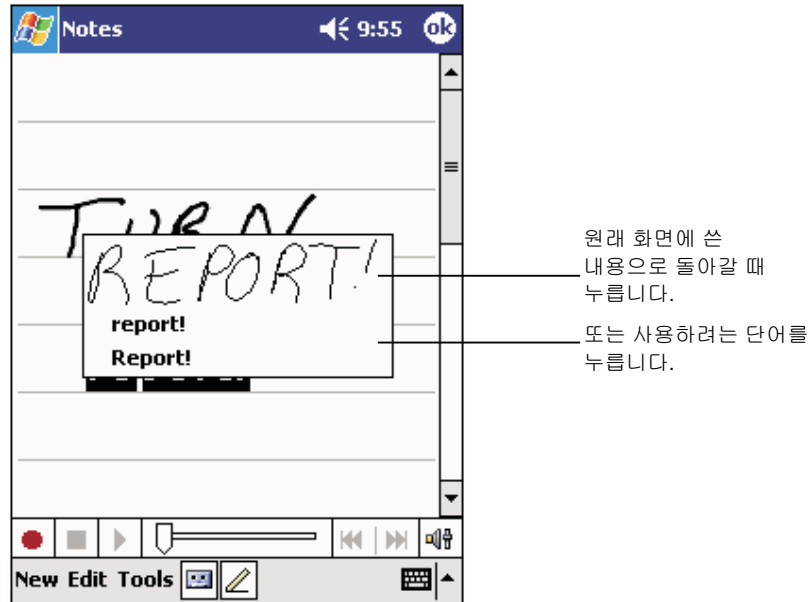 Notes 9:55 ok
TURN
REPORT!
report!
Report!
New Edit Tools
원래 화면에 쓴
내용으로 돌아갈 때
누릅니다.
또는 사용하려는 단어를
누릅니다.